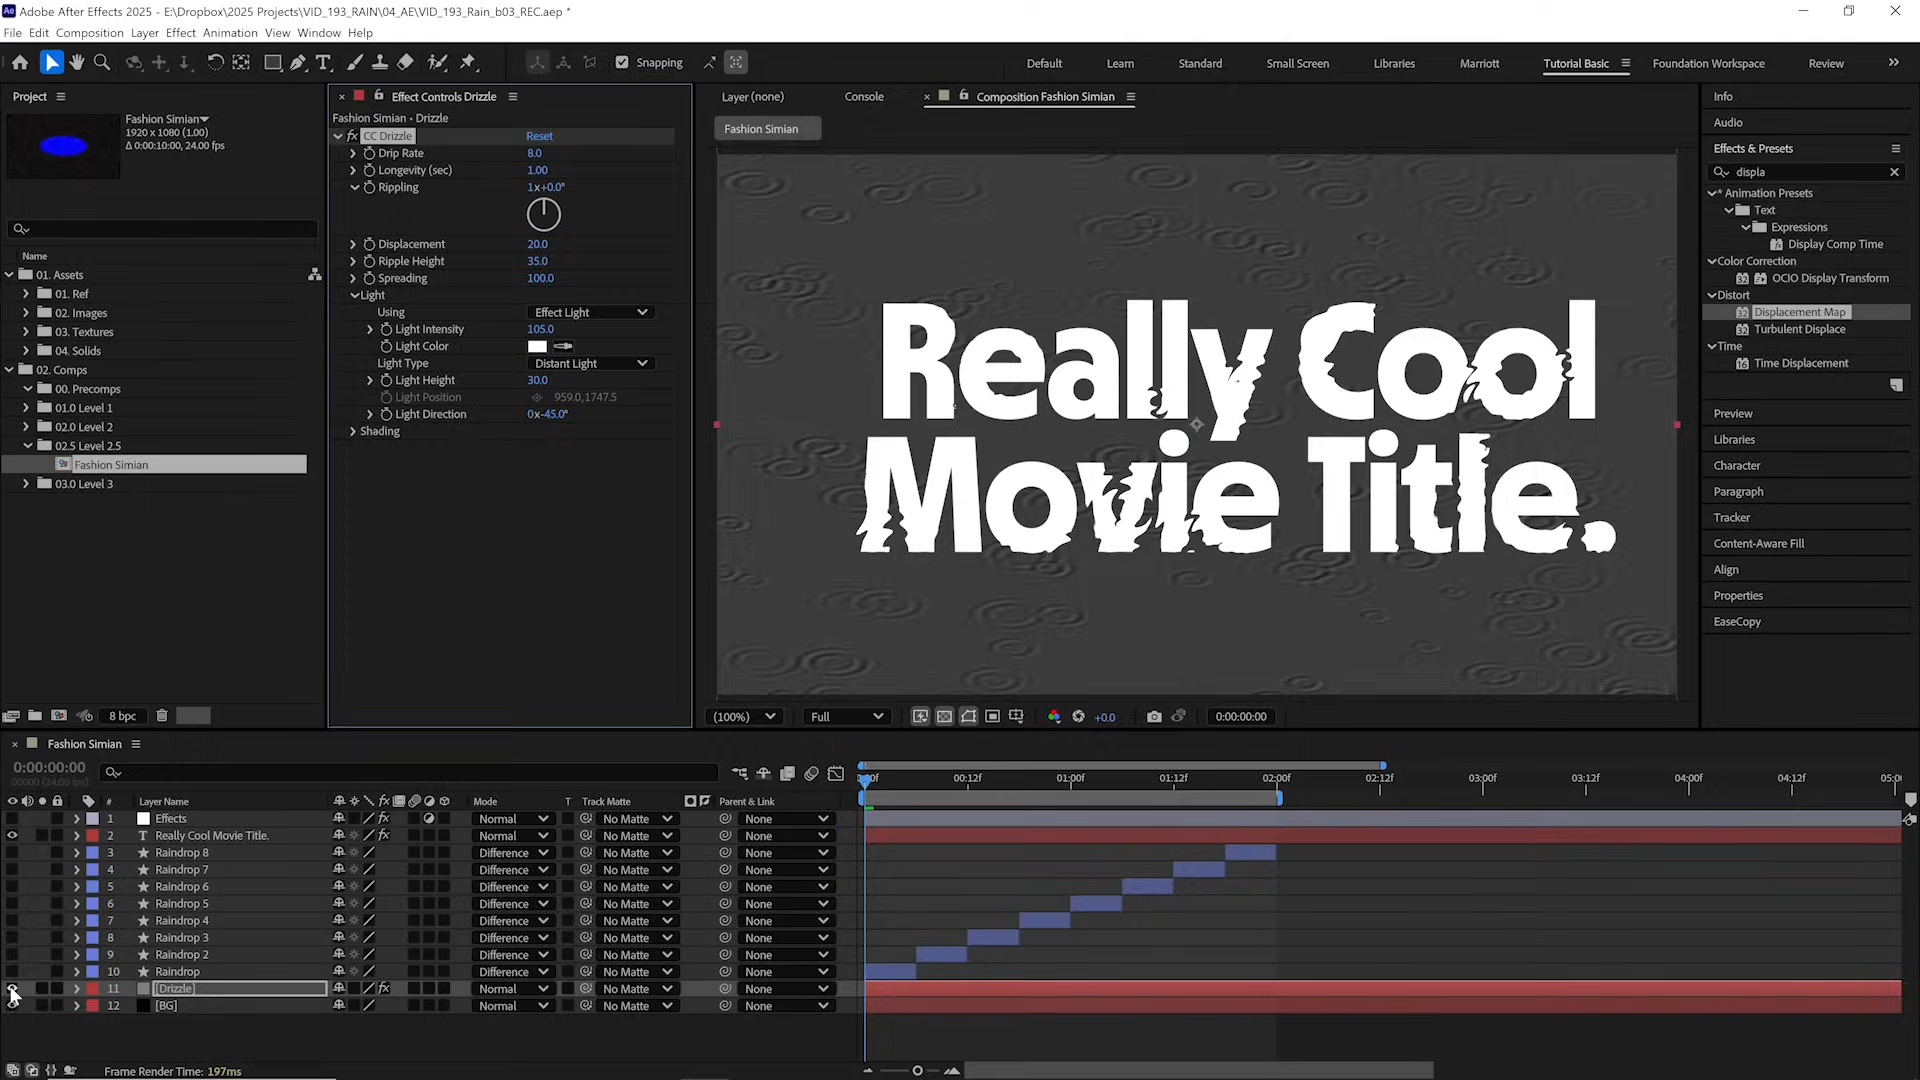 Adobe After Effects 2025 - E:\Dropbox\2025 Projects\VID_193_RAIN\04_AE\VID_193_Rain_b03_REC.aep *
File Edit Composition Layer Effect Animation View Window Help
Snapping
Default Learn Standard Small Screen Libraries Marriott Tutorial Basic Foundation Workspace Review
Project
Fashion Simian
1920 x 1080 (1.00)
Δ 0:00:10:00, 24.00 fps
Name
01. Assets
01. Ref
02. Images
03. Textures
04. Solids
02. Comps
00. Precomps
01.0 Level 1
02.0 Level 2
02.5 Level 2.5
Fashion Simian
03.0 Level 3
8 bpc
Effect Controls Drizzle
Fashion Simian • Drizzle
fx CC Drizzle Reset
Drip Rate 8.0
Longevity (sec) 1.00
Rippling 1x+0.0°
Displacement 20.0
Ripple Height 35.0
Spreading 100.0
Light
Using Effect Light
Light Intensity 105.0
Light Color
Light Type Distant Light
Light Height 30.0
Light Position 959.0,1747.5
Light Direction 0x-45.0°
Shading
Layer (none) Console Composition Fashion Simian
Fashion Simian
Really Cool
Movie Title.
(100%) Full +0.0 0:00:00:00
Info
Audio
Effects & Presets
displa
* Animation Presets
Text
Expressions
Display Comp Time
Color Correction
32 OCIO Display Transform
Distort
32 Displacement Map
32 Turbulent Displace
Time
16 Time Displacement
Preview
Libraries
Character
Paragraph
Tracker
Content-Aware Fill
Align
Properties
EaseCopy
Fashion Simian
0:00:00:00
00000 (24.00 fps)
:00f 00:12f 01:00f 01:12f 02:00f 02:12f 03:00f 03:12f 04:00f 04:12f 05:0
# Layer Name fx Mode T Track Matte Parent & Link
1 Effects fx Normal No Matte None
2 T Really Cool Movie Title. fx Normal No Matte None
3 Raindrop 8 Difference No Matte None
4 Raindrop 7 Difference No Matte None
5 Raindrop 6 Difference No Matte None
6 Raindrop 5 Difference No Matte None
7 Raindrop 4 Difference No Matte None
8 Raindrop 3 Difference No Matte None
9 Raindrop 2 Difference No Matte None
10 Raindrop Difference No Matte None
11 [Drizzle] fx Normal No Matte None
12 [BG] Normal No Matte None
Frame Render Time: 197ms